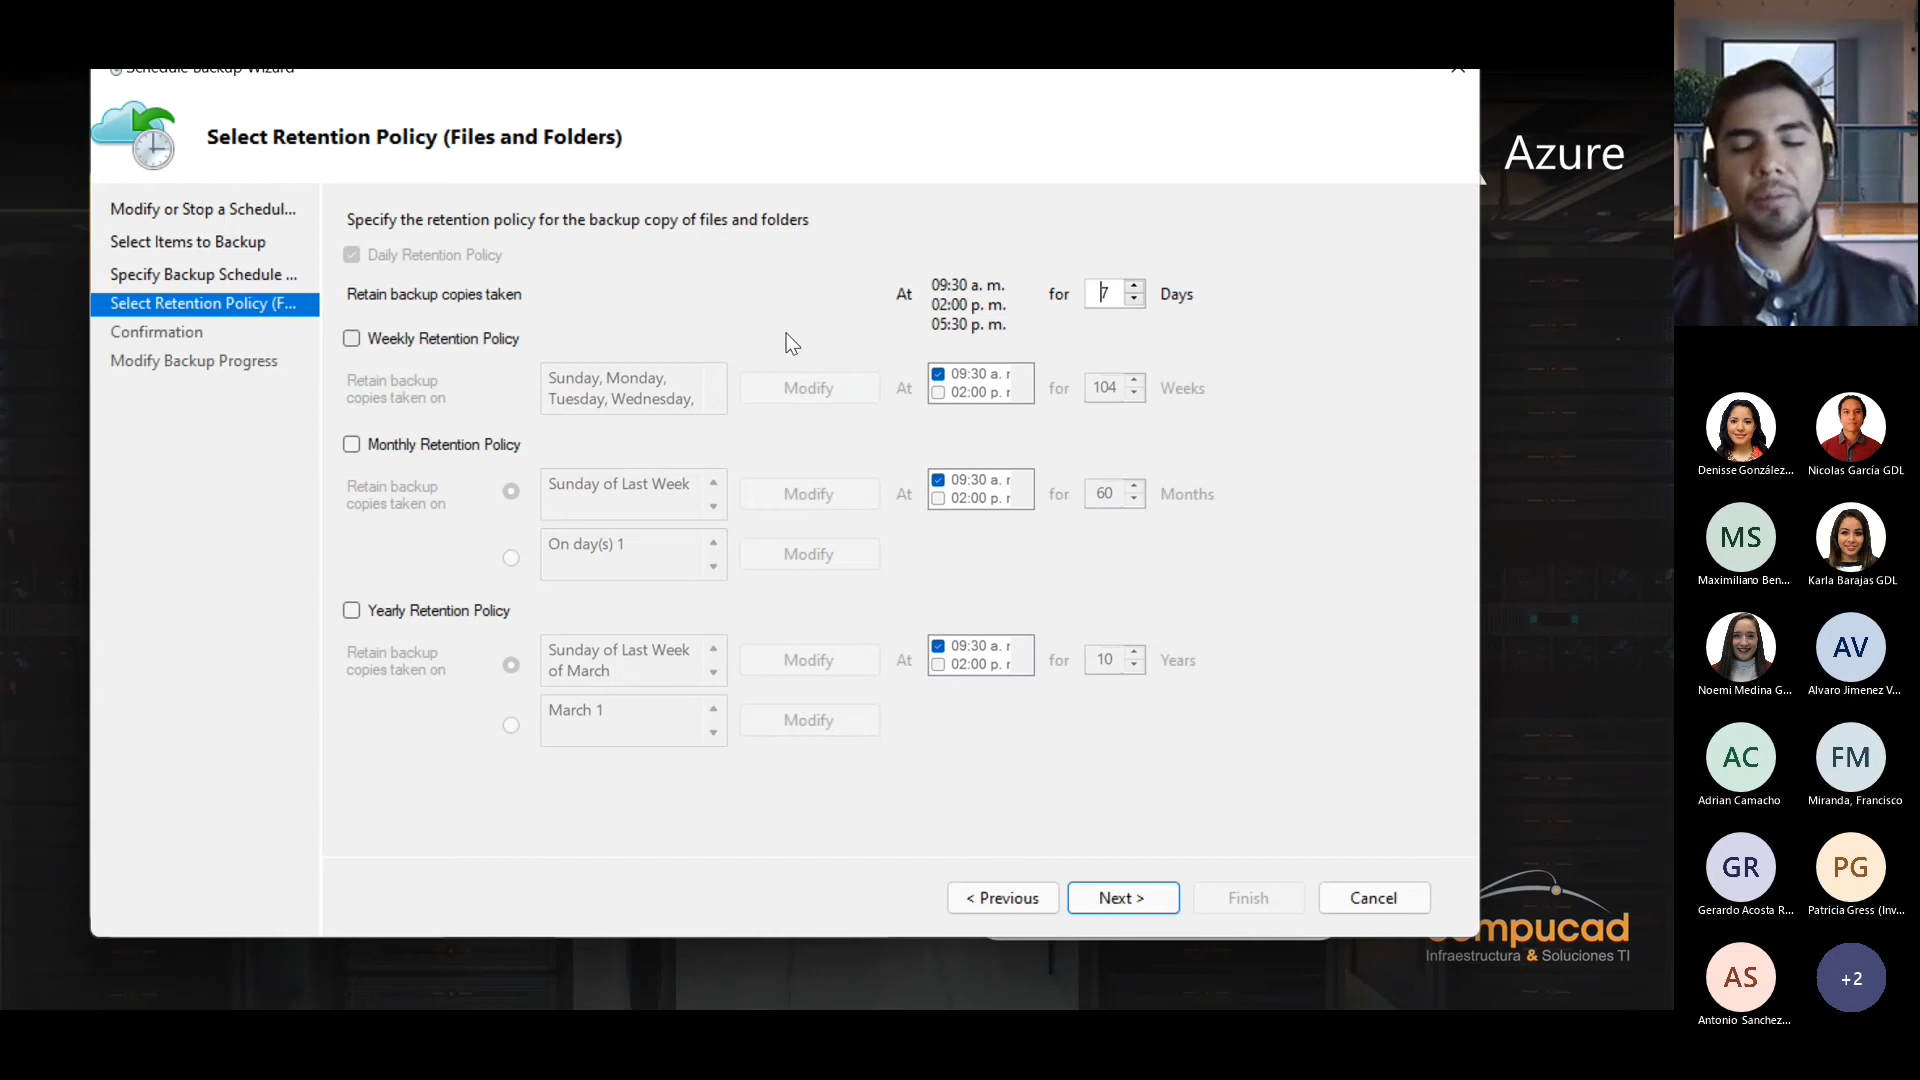 Schedule Backup Wizard
Select Retention Policy (Files and Folders)
Azure
Modify or Stop a Schedul...
Select Items to Backup
Specify Backup Schedule ...
Select Retention Policy (F...
Confirmation
Modify Backup Progress
Specify the retention policy for the backup copy of files and folders
Daily Retention Policy
Retain backup copies taken
At
09:30 a. m.
02:00 p. m.
05:30 p. m.
for
7
Days
Weekly Retention Policy
Retain backup
copies taken on
Sunday, Monday,
Tuesday, Wednesday,
Modify
At
09:30 a. r
02:00 p. r
for
104
Weeks
Monthly Retention Policy
Retain backup
copies taken on
Sunday of Last Week
Modify
At
09:30 a. r
02:00 p. r
for
60
Months
On day(s) 1
Modify
Yearly Retention Policy
Retain backup
copies taken on
Sunday of Last Week
of March
Modify
At
09:30 a. r
02:00 p. r
for
10
Years
March 1
Modify
< Previous
Next >
Finish
Cancel
compucad
Infraestructura & Soluciones TI
Denisse González...
Nicolas García GDL
MS
Maximiliano Ben...
Karla Barajas GDL
Noemi Medina G...
AV
Alvaro Jimenez V...
AC
Adrian Camacho
FM
Miranda, Francisco
GR
Gerardo Acosta R...
PG
Patricia Gress (Inv...
AS
Antonio Sanchez...
+2